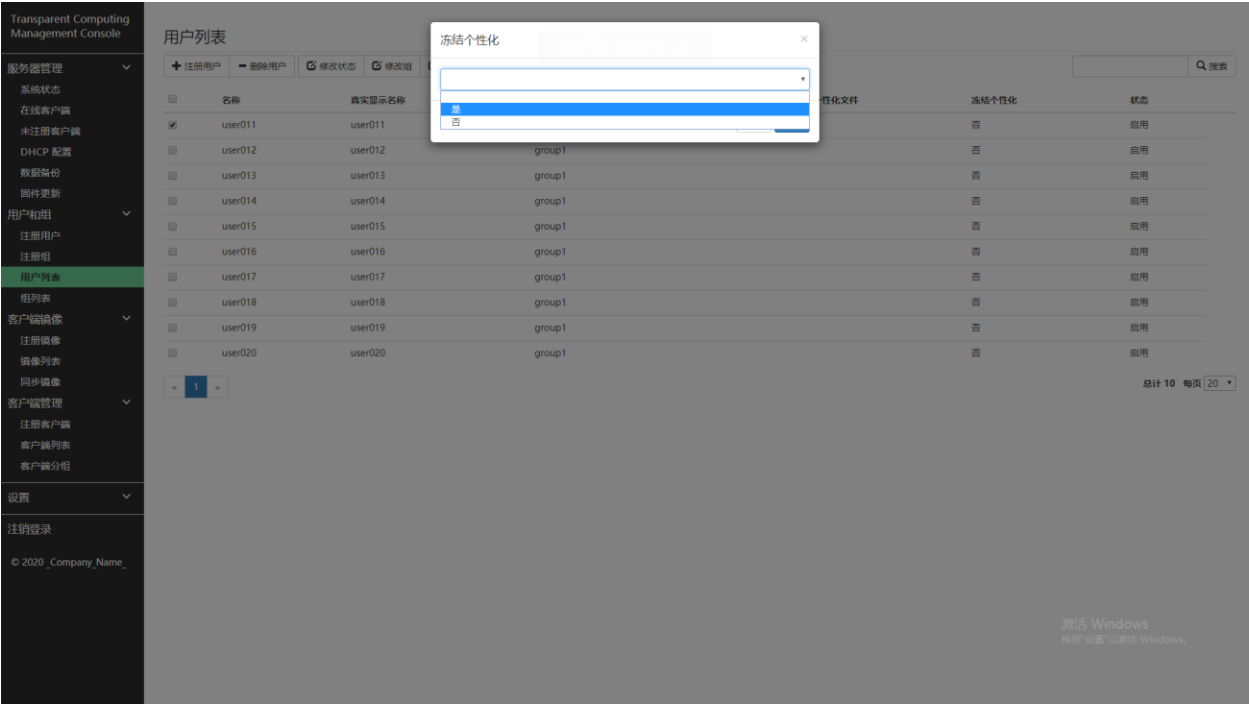 Transparent Computing
Management Console
服务器管理
系统状态
在线客户端
未注册客户端
DHCP 配置
数据备份
固件更新
用户和组
注册用户
注册组
用户列表
组列表
客户端镜像
注册镜像
镜像列表
同步镜像
客户端管理
注册客户端
客户端列表
客户端分组
设置
注销登录
© 2020 _Company_Name_
用户列表
注册用户 删除用户 修改状态 修改组 搜索
冻结个性化 ×
是
否
名称 真实显示名称 性化文件 冻结个性化 状态
user011 user011 否 启用
user012 user012 group1 否 启用
user013 user013 group1 否 启用
user014 user014 group1 否 启用
user015 user015 group1 否 启用
user016 user016 group1 否 启用
user017 user017 group1 否 启用
user018 user018 group1 否 启用
user019 user019 group1 否 启用
user020 user020 group1 否 启用
« 1 »
总计 10 每页 20
激活 Windows
转到"设置"以激活 Windows。